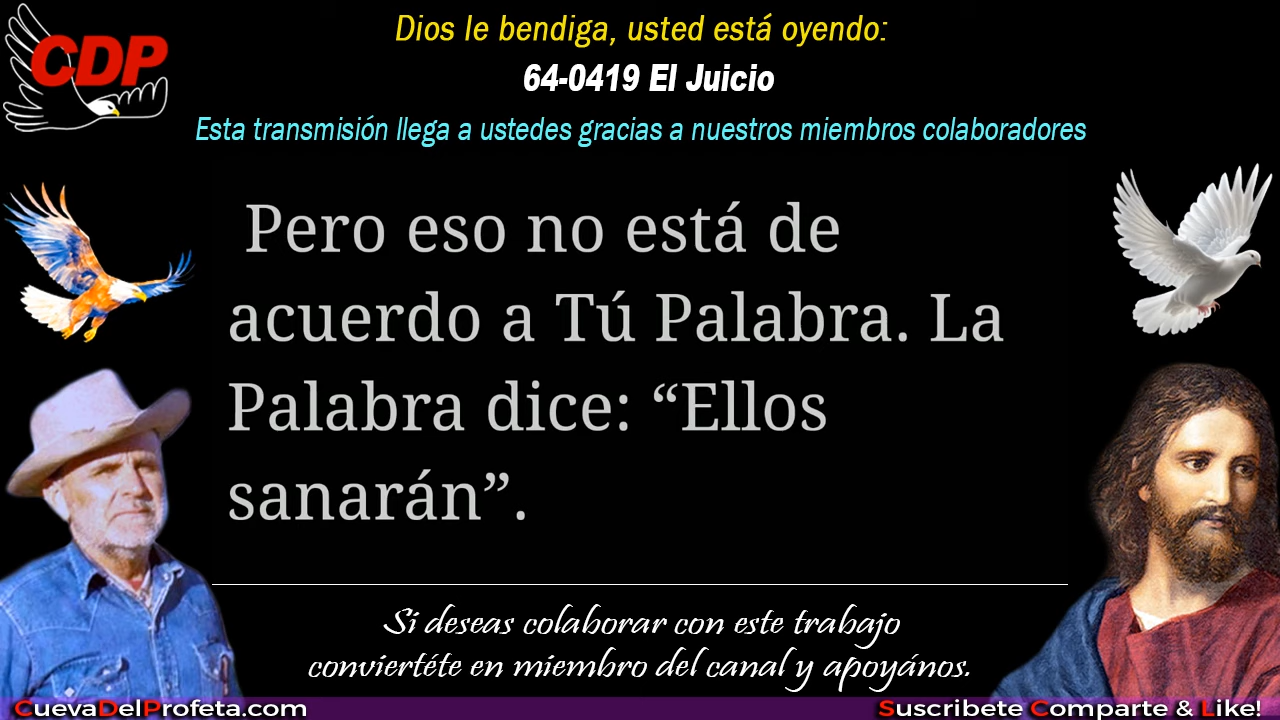 CDP
Dios le bendiga, usted está oyendo:
64-0419 El Juicio
Esta transmisión llega a ustedes gracias a nuestros miembros colaboradores
Pero eso no está de
acuerdo a Tú Palabra. La
Palabra dice: “Ellos
sanarán”.
Si deseas colaborar con este trabajo
conviertéte en miembro del canal y apoyános.
CuevaDelProfeta.com
Suscribete Comparte & Like!